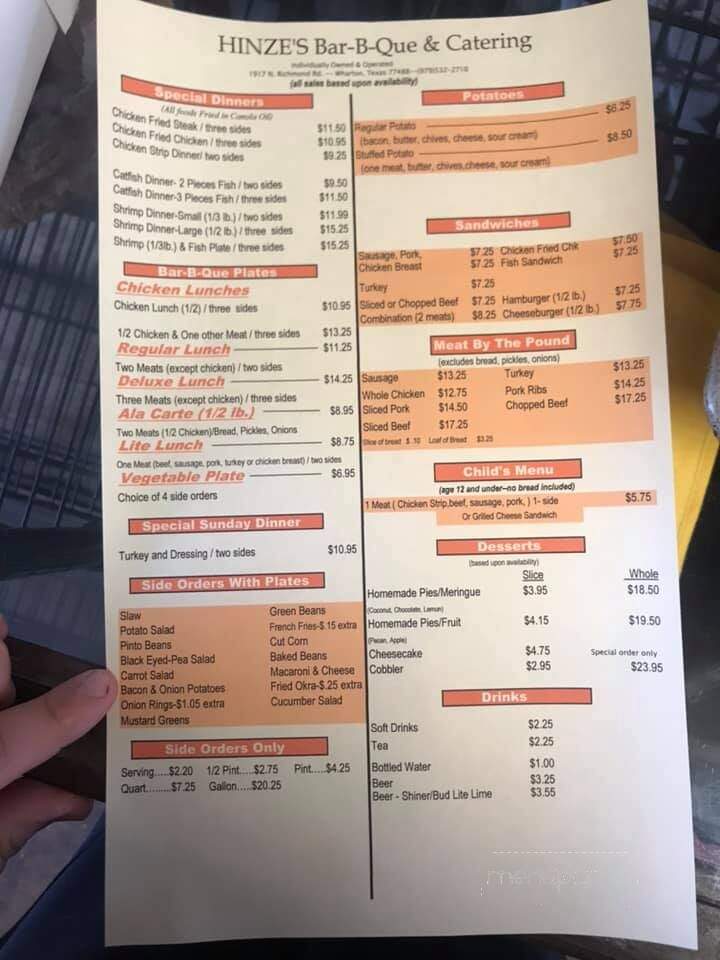 HINZE'S Bar-B-Que & Catering
Individually Owned & Operated
1917 N. Richmond Rd. --- Wharton, Texas 77488---(979)532-2710
(all sales based upon availability)
Special Dinners
(All foods Fried in Canola Oil)
Chicken Fried Steak / three sides $11.50
Chicken Fried Chicken / three sides $10.95
Chicken Strip Dinner/ two sides $9.25
Catfish Dinner- 2 Pieces Fish / two sides $9.50
Catfish Dinner-3 Pieces Fish / three sides $11.50
Shrimp Dinner-Small (1/3 lb.) / two sides $11.99
Shrimp Dinner-Large (1/2 lb.) / three sides $15.25
Shrimp (1/3lb.) & Fish Plate / three sides $15.25
Bar-B-Que Plates
Chicken Lunches
Chicken Lunch (1/2) / three sides $10.95
1/2 Chicken & One other Meat / three sides $13.25
Regular Lunch $11.25
Two Meats (except chicken) / two sides
Deluxe Lunch $14.25
Three Meats (except chicken) / three sides
Ala Carte (1/2 lb.) $8.95
Two Meats (1/2 Chicken)/Bread, Pickles, Onions
Lite Lunch $8.75
One Meat (beef, sausage, pork, turkey or chicken breast) / two sides
Vegetable Plate $6.95
Choice of 4 side orders
Special Sunday Dinner
Turkey and Dressing / two sides $10.95
Side Orders With Plates
Slaw Green Beans
Potato Salad French Fries-$.15 extra
Pinto Beans Cut Corn
Black Eyed-Pea Salad Baked Beans
Carrot Salad Macaroni & Cheese
Bacon & Onion Potatoes Fried Okra-$.25 extra
Onion Rings-$1.05 extra Cucumber Salad
Mustard Greens
Side Orders Only
Serving.....$2.20 1/2 Pint....$2.75 Pint....$4.25
Quart........$7.25 Gallon.....$20.25
Potatoes
Regular Potato $6.25
(bacon, butter, chives, cheese, sour cream)
Stuffed Potato $8.50
(one meat, butter, chives,cheese, sour cream)
Sandwiches
Sausage, Pork, $7.25 Chicken Fried Chk $7.50
Chicken Breast $7.25 Fish Sandwich $7.25
Turkey $7.25
Sliced or Chopped Beef $7.25 Hamburger (1/2 lb.) $7.25
Combination (2 meats) $8.25 Cheeseburger (1/2 lb.) $7.75
Meat By The Pound
(excludes bread, pickles, onions)
Sausage $13.25 Turkey $13.25
Whole Chicken $12.75 Pork Ribs $14.25
Sliced Pork $14.50 Chopped Beef $17.25
Sliced Beef $17.25
Slice of bread $ .10 Loaf of Bread $3.25
Child's Menu
(age 12 and under--no bread included)
1 Meat ( Chicken Strip,beef, sausage, pork, ) 1- side $5.75
Or Grilled Cheese Sandwich
Desserts
(based upon availability)
Slice Whole
Homemade Pies/Meringue $3.95 $18.50
(Coconut, Chocolate, Lemon)
Homemade Pies/Fruit $4.15 $19.50
(Pecan, Apple)
Cheesecake $4.75 Special order only
Cobbler $2.95 $23.95
Drinks
Soft Drinks $2.25
Tea $2.25
Bottled Water $1.00
Beer $3.25
Beer - Shiner/Bud Lite Lime $3.55